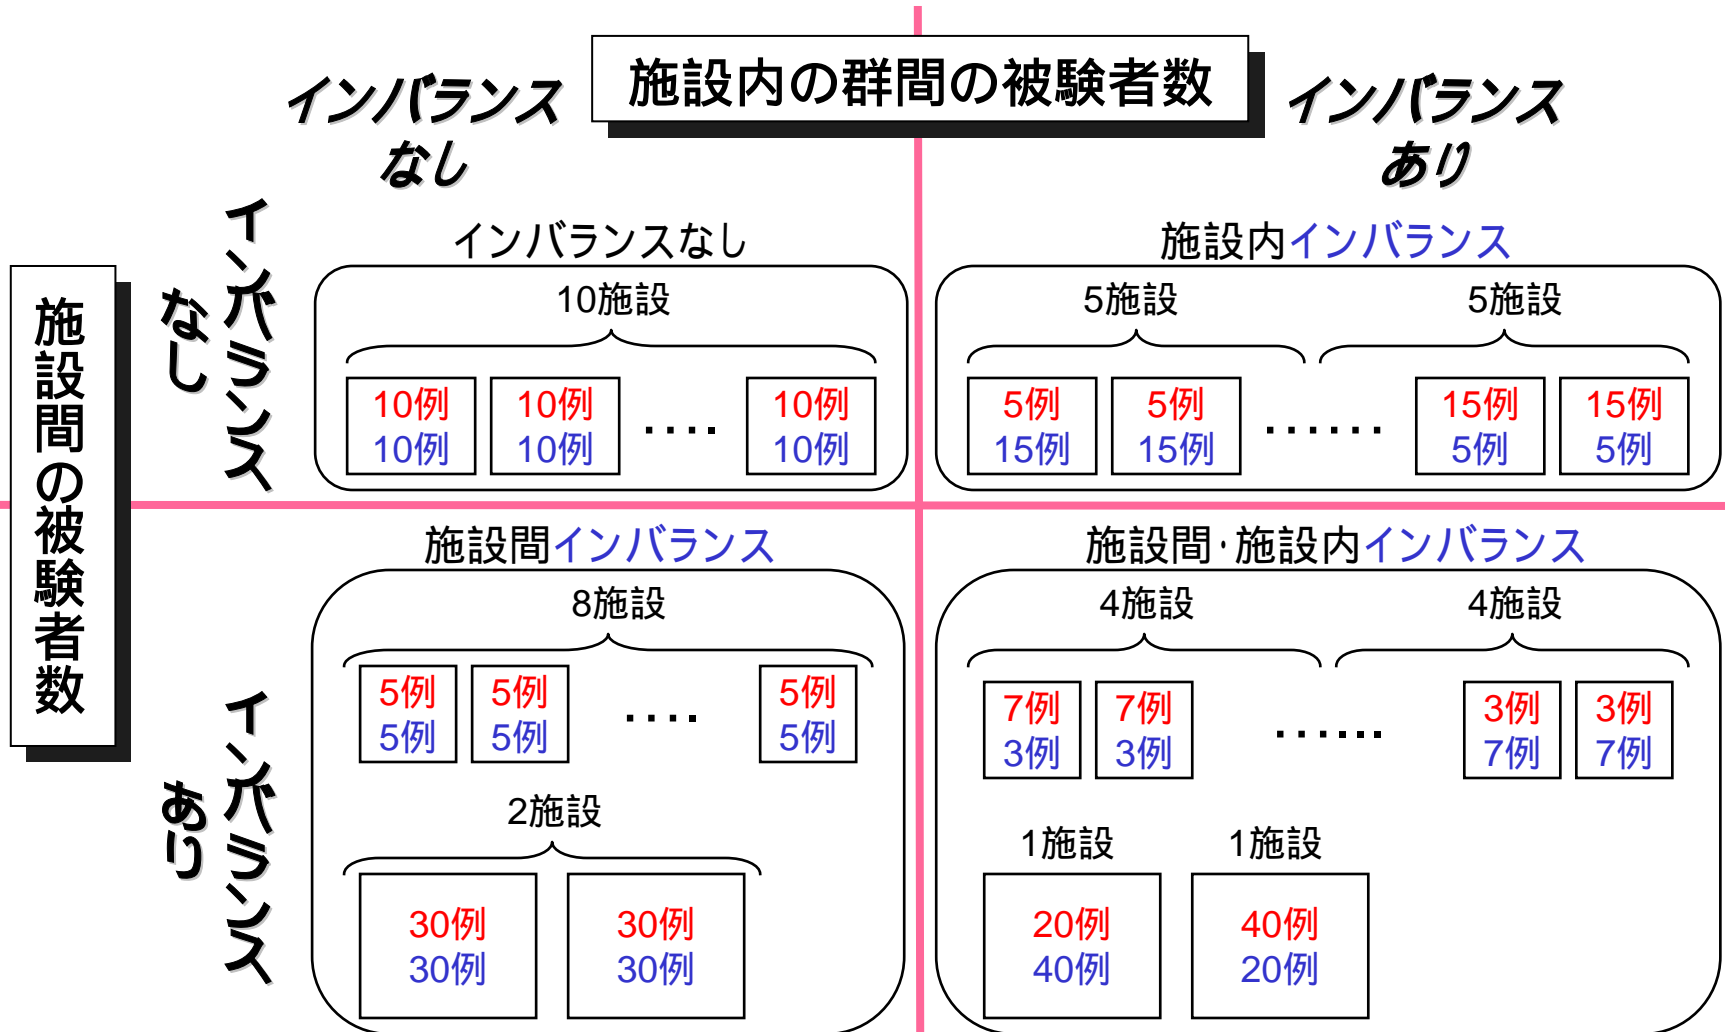 施設内の群間の被験者数
インバランス
なし
インバランス
あり
施設間の被験者数
インバランス
なし
インバランス
あり
インバランスなし
10施設
10例
10例
10例
10例
‥‥
10例
10例
施設内インバランス
5施設
5施設
5例
15例
5例
15例
‥‥‥
15例
5例
15例
5例
施設間インバランス
8施設
5例
5例
5例
5例
‥‥
5例
5例
2施設
30例
30例
30例
30例
施設間・施設内インバランス
4施設
4施設
7例
3例
7例
3例
‥‥‥
3例
7例
3例
7例
1施設
1施設
20例
40例
40例
20例